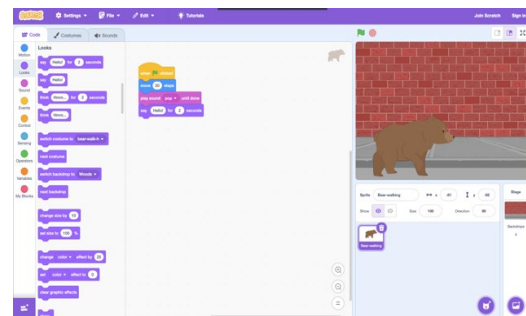 SCRATCH Settings File Edit Tutorials Join Scratch Sign in
Code Costumes Sounds
Motion
Looks
Sound
Events
Control
Sensing
Operators
Variables
My Blocks
Looks
say Hello! for 2 seconds
say Hello!
think Hmm... for 2 seconds
think Hmm...
switch costume to bear-walk-a
next costume
switch backdrop to
next backdrop
change size by 10
set size to 100 %
change color effect by 25
set color effect to 0
clear graphic effects
when clicked
move steps
play sound pop until done
say Hello! for 2 seconds
Sprite Bear-walking x y
Show Size 100 Direction 90
Bear-walking
Stage
Backdrops